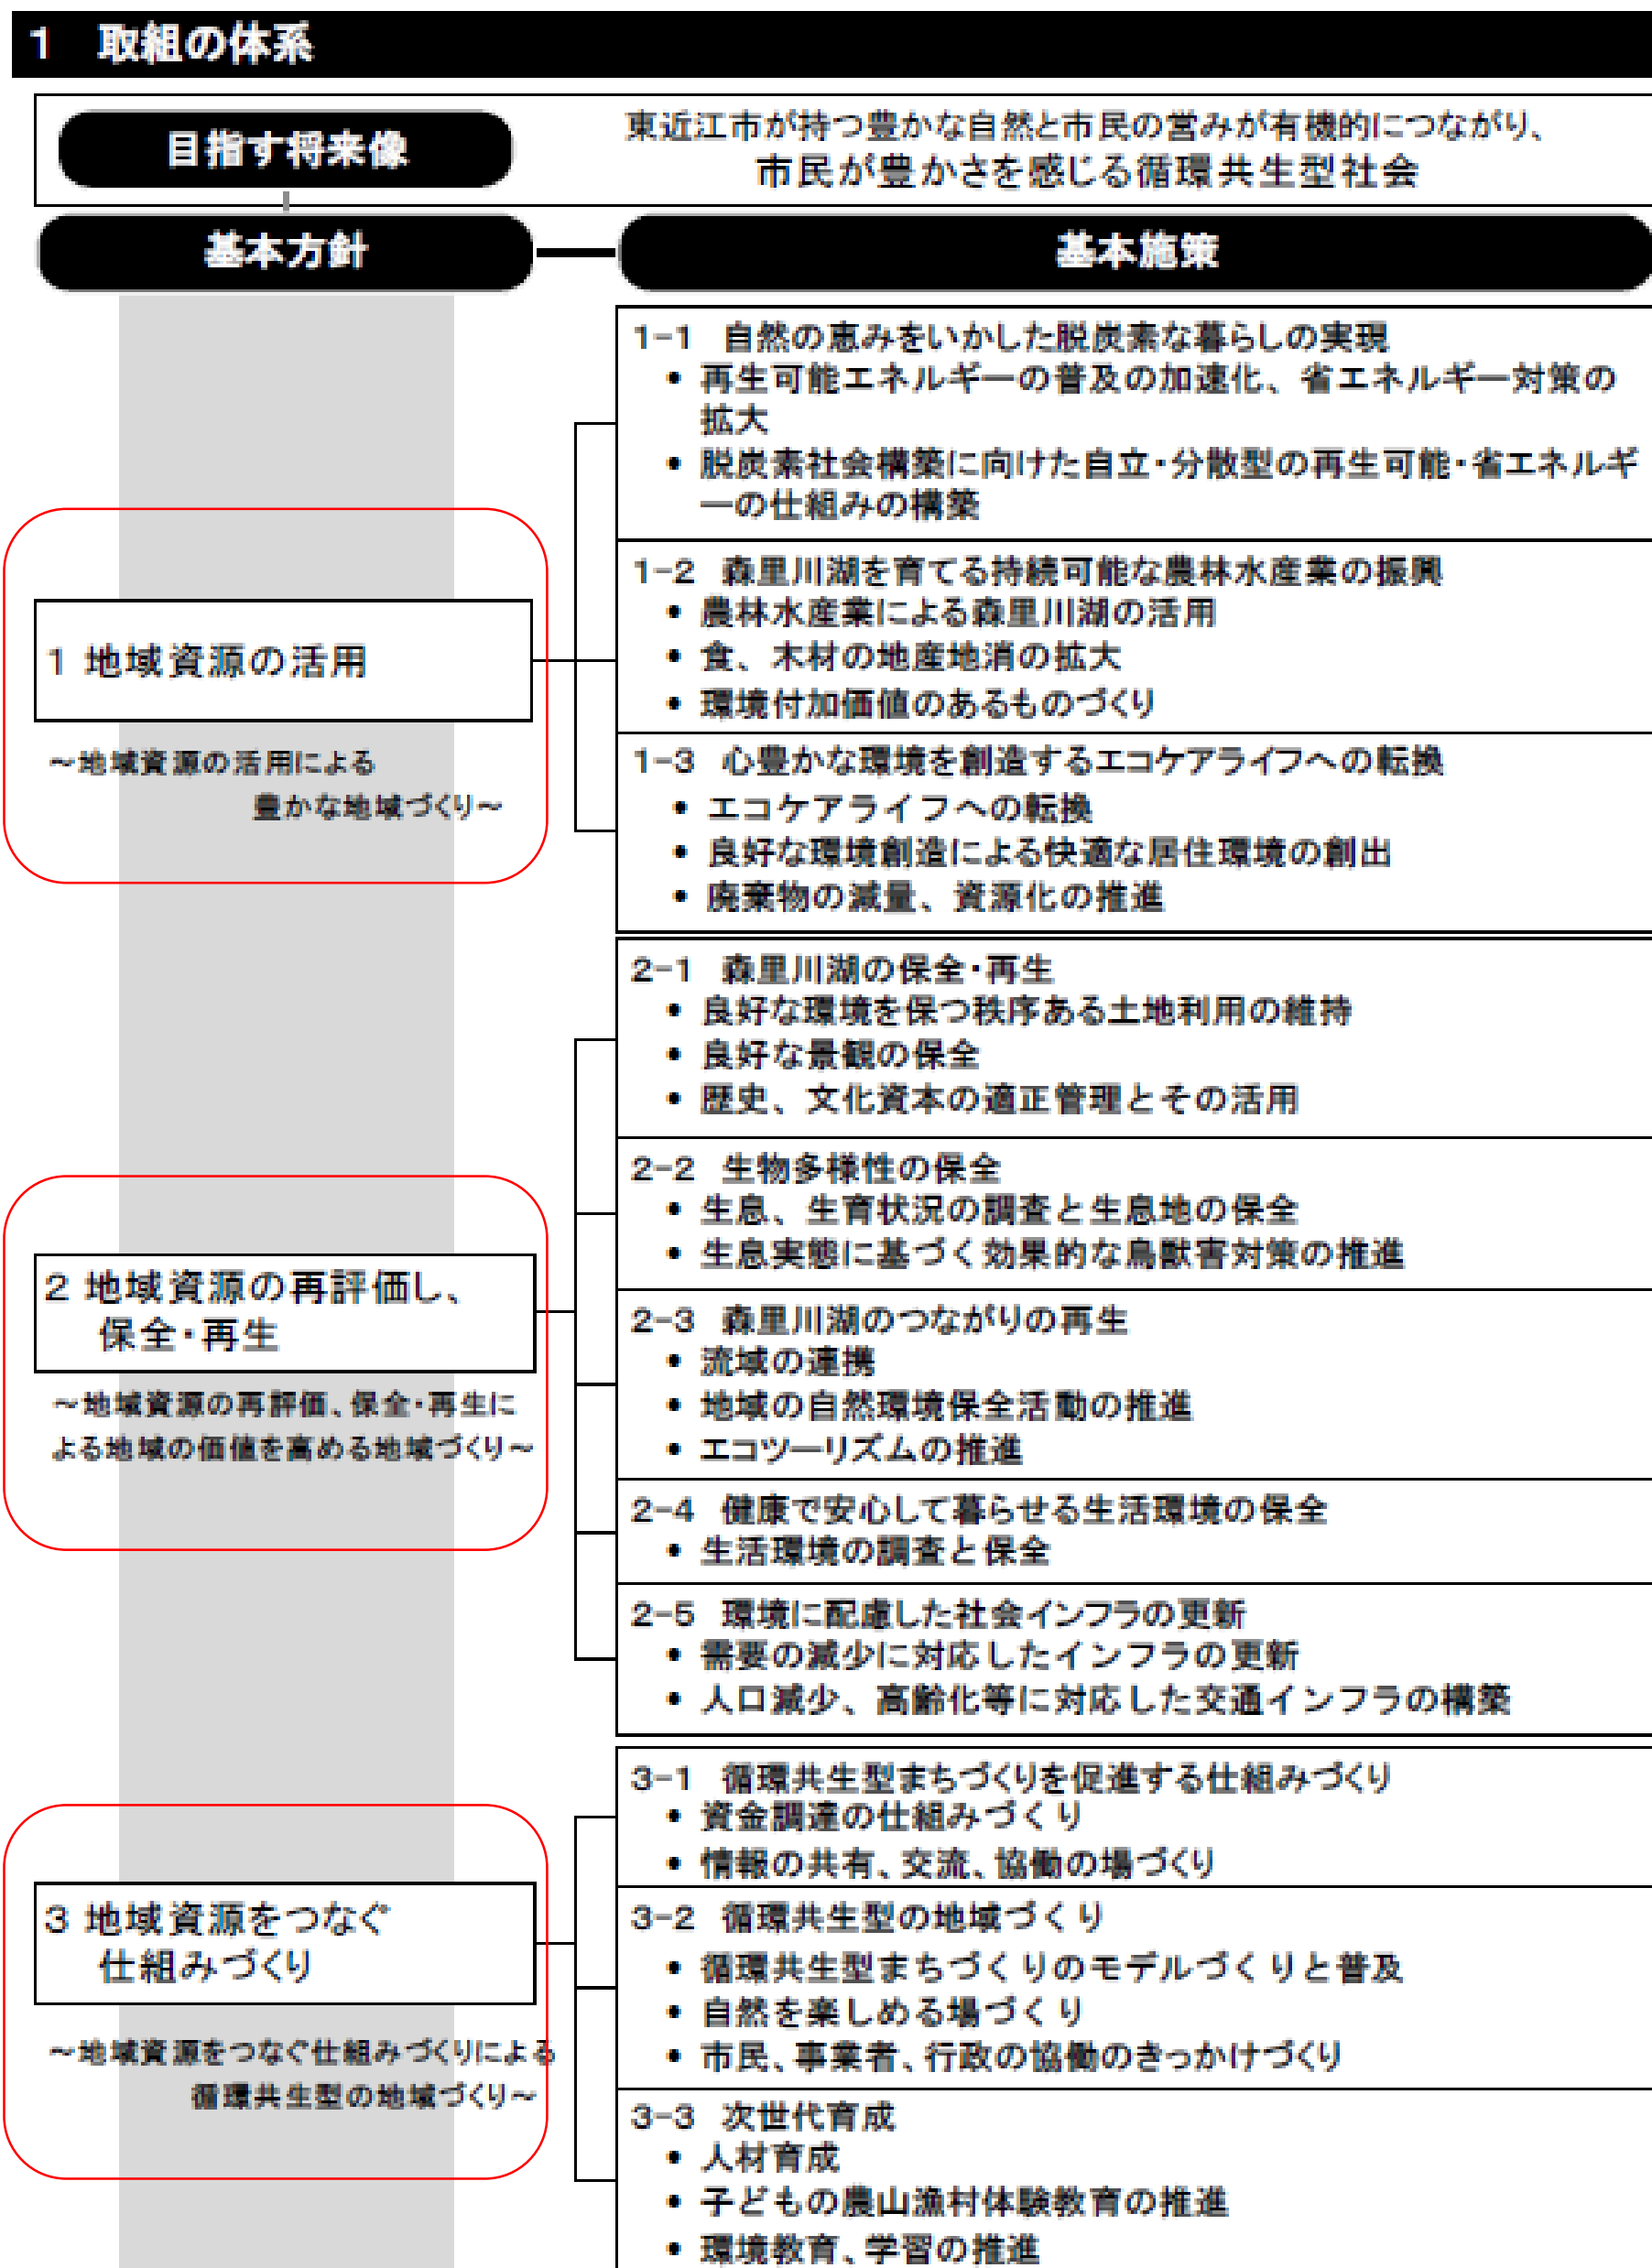 1 取組の体系
目指す将来像
東近江市が持つ豊かな自然と市民の営みが有機的につながり、
市民が豊かさを感じる循環共生型社会
基本方針
基本施策
1 地域資源の活用
～地域資源の活用による
豊かな地域づくり～
1-1 自然の恵みをいかした脱炭素な暮らしの実現
• 再生可能エネルギーの普及の加速化、省エネルギー対策の
拡大
• 脱炭素社会構築に向けた自立・分散型の再生可能・省エネルギ
ーの仕組みの構築
1-2 森里川湖を育てる持続可能な農林水産業の振興
• 農林水産業による森里川湖の活用
• 食、木材の地産地消の拡大
• 環境付加価値のあるものづくり
1-3 心豊かな環境を創造するエコケアライフへの転換
• エコケアライフへの転換
• 良好な環境創造による快適な居住環境の創出
• 廃棄物の減量、資源化の推進
2 地域資源の再評価し、
保全・再生
～地域資源の再評価、保全・再生に
よる地域の価値を高める地域づくり～
2-1 森里川湖の保全・再生
• 良好な環境を保つ秩序ある土地利用の維持
• 良好な景観の保全
• 歴史、文化資本の適正管理とその活用
2-2 生物多様性の保全
• 生息、生育状況の調査と生息地の保全
• 生息実態に基づく効果的な鳥獣害対策の推進
2-3 森里川湖のつながりの再生
• 流域の連携
• 地域の自然環境保全活動の推進
• エコツーリズムの推進
2-4 健康で安心して暮らせる生活環境の保全
• 生活環境の調査と保全
2-5 環境に配慮した社会インフラの更新
• 需要の減少に対応したインフラの更新
• 人口減少、高齢化等に対応した交通インフラの構築
3 地域資源をつなぐ
仕組みづくり
～地域資源をつなぐ仕組みづくりによる
循環共生型の地域づくり～
3-1 循環共生型まちづくりを促進する仕組みづくり
• 資金調達の仕組みづくり
• 情報の共有、交流、協働の場づくり
3-2 循環共生型の地域づくり
• 循環共生型まちづくりのモデルづくりと普及
• 自然を楽しめる場づくり
• 市民、事業者、行政の協働のきっかけづくり
3-3 次世代育成
• 人材育成
• 子どもの農山漁村体験教育の推進
• 環境教育、学習の推進